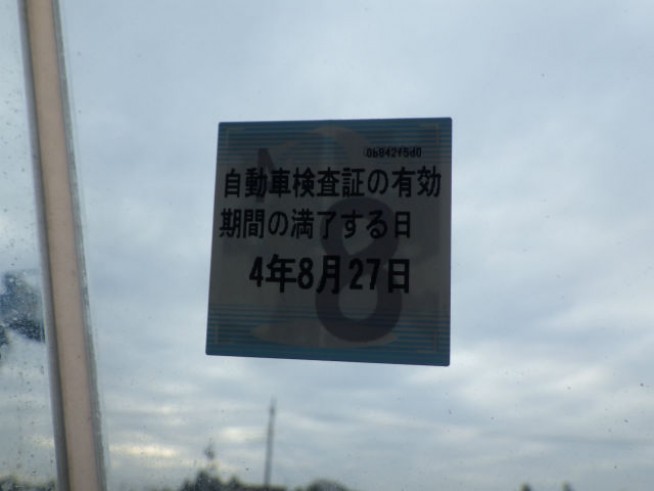 0b842f5d0
自動車検査証の有効
期間の満了する日
4年8月27日
8